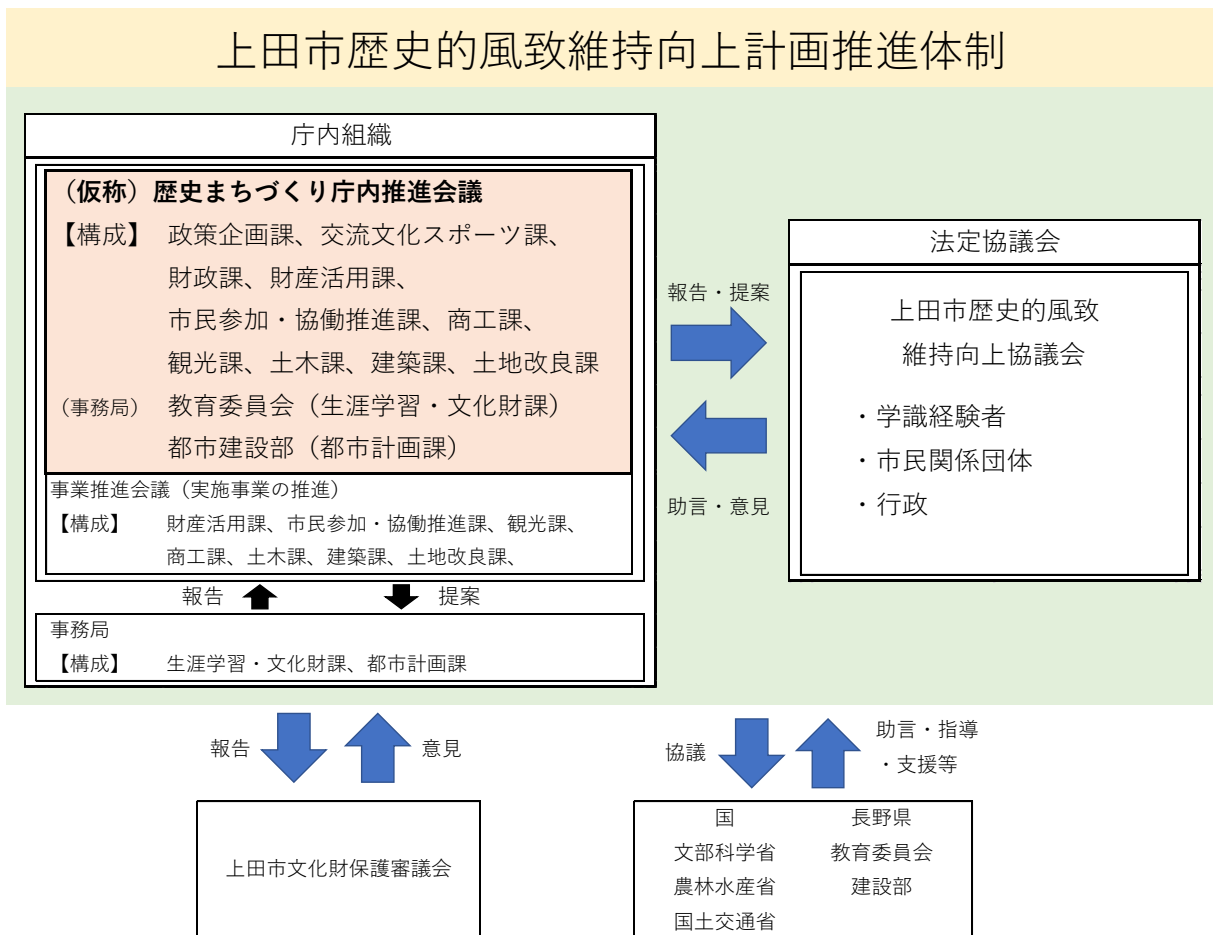 上田市歴史的風致維持向上計画推進体制
庁内組織
（仮称）歴史まちづくり庁内推進会議
【構成】 政策企画課、交流文化スポーツ課、
財政課、財産活用課、
市民参加・協働推進課、商工課、
観光課、土木課、建築課、土地改良課
（事務局） 教育委員会（生涯学習・文化財課）
都市建設部（都市計画課）
事業推進会議（実施事業の推進）
【構成】 財産活用課、市民参加・協働推進課、観光課、
商工課、土木課、建築課、土地改良課、
報告 提案
事務局
【構成】 生涯学習・文化財課、都市計画課
報告・提案
助言・意見
法定協議会
上田市歴史的風致
維持向上協議会
・学識経験者
・市民関係団体
・行政
報告 意見
上田市文化財保護審議会
協議
助言・指導
・支援等
国 長野県
文部科学省 教育委員会
農林水産省 建設部
国土交通省